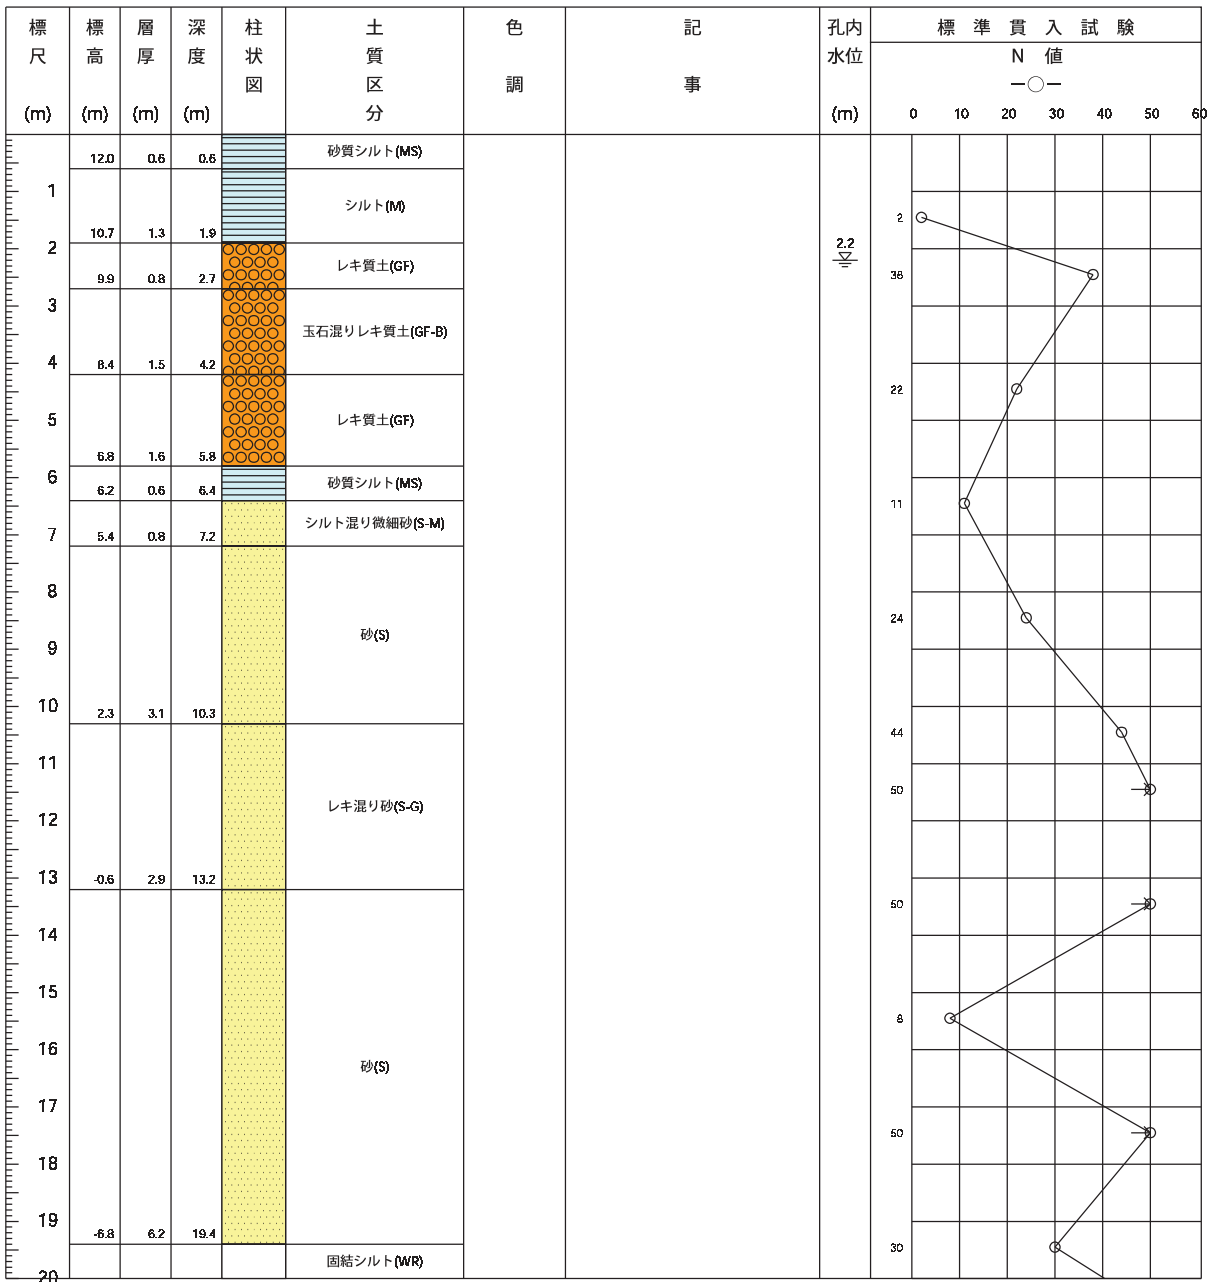 標尺 (m)
標高 (m)
層厚 (m)
深度 (m)
柱状図
土質区分
色調
記事
孔内水位 (m)
標準貫入試験
N 値
0 10 20 30 40 50 60
12.0 0.6 0.6 砂質シルト(MS)
1
シルト(M)
2
10.7 1.3 1.9
2
2.2
レキ質土(GF)
9.9 0.8 2.7
38
3
玉石混りレキ質土(GF-B)
4
8.4 1.5 4.2
22
5
レキ質土(GF)
6.8 1.6 5.8
6
砂質シルト(MS)
6.2 0.6 6.4
11
シルト混り微細砂(S-M)
7
5.4 0.8 7.2
8
24
砂(S)
9
10
2.3 3.1 10.3
44
11
50
レキ混り砂(S-G)
12
13
-0.6 2.9 13.2
50
14
15
8
16
砂(S)
17
50
18
19
-6.8 6.2 19.4
30
固結シルト(WR)
20